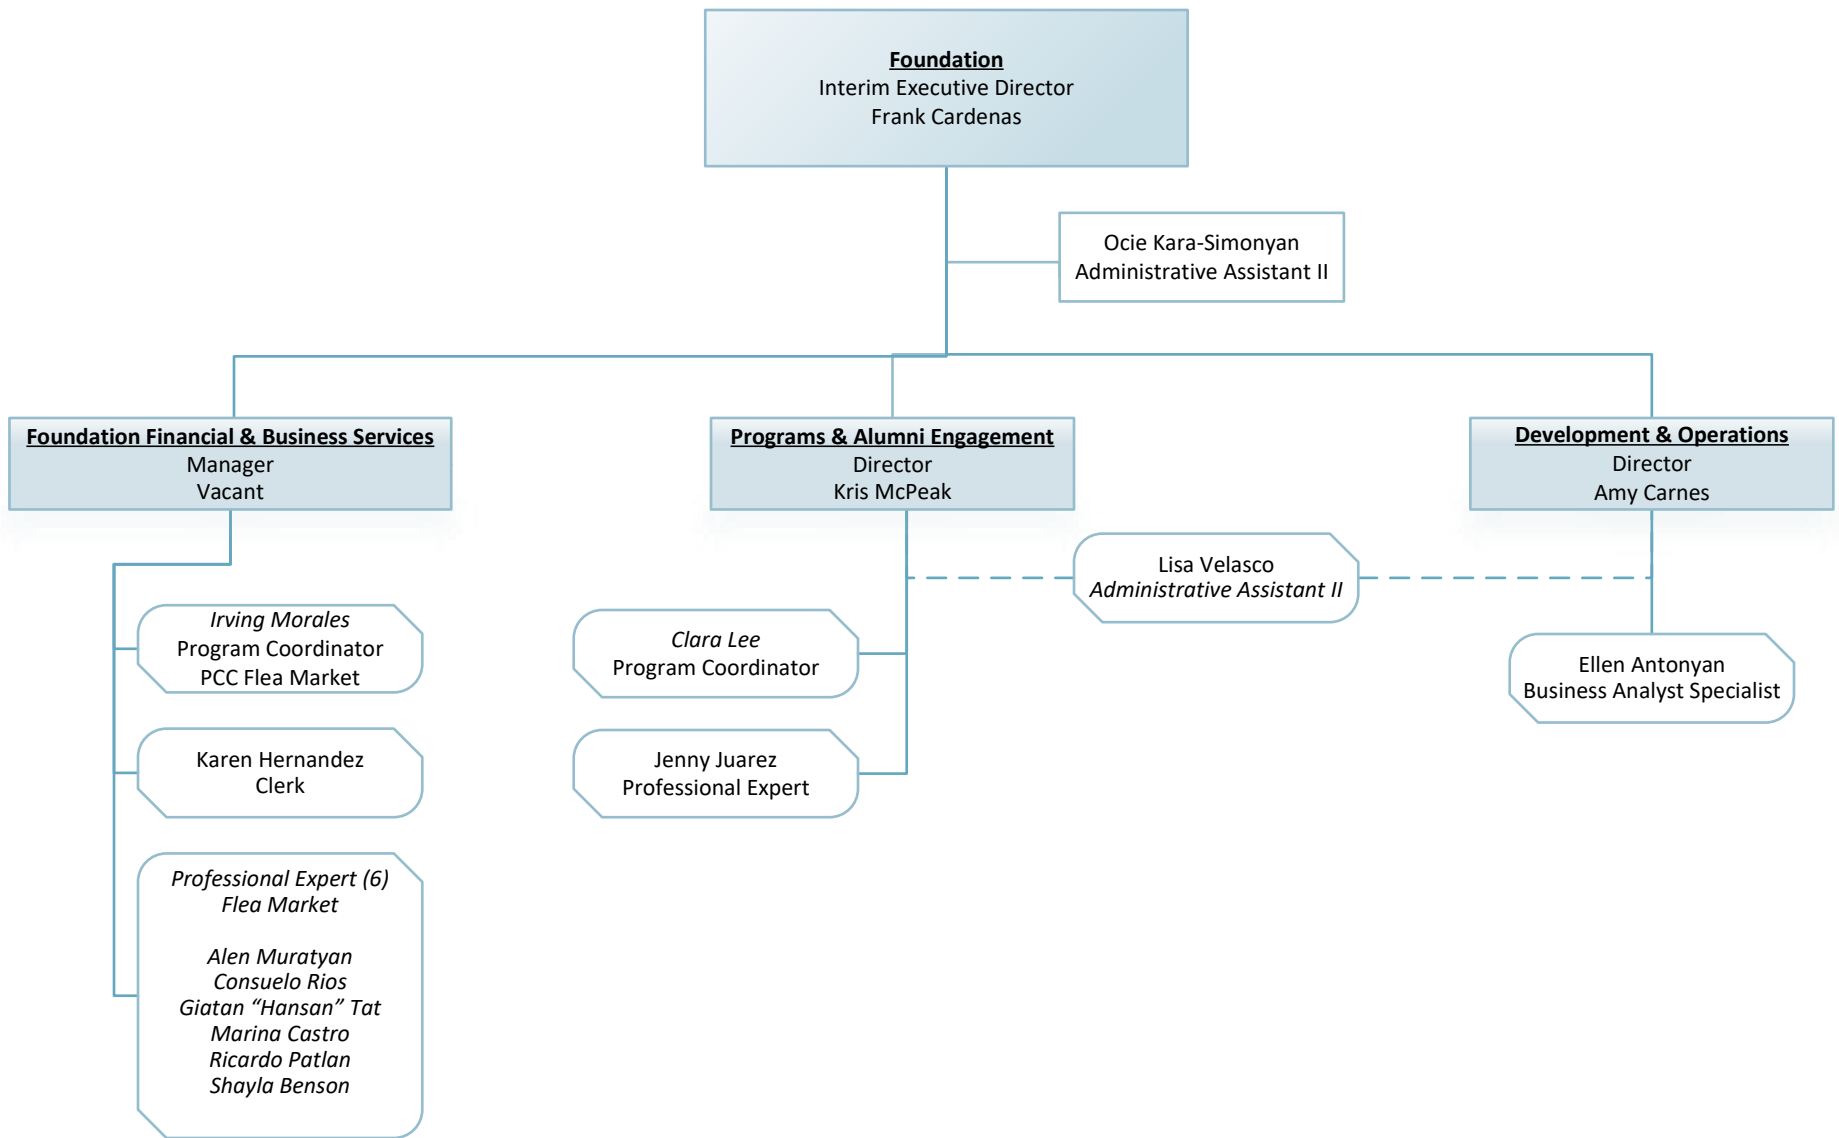 Foundation
Interim Executive Director
Frank Cardenas
Ocie Kara-Simonyan
Administrative Assistant II
Foundation Financial & Business Services
Manager
Vacant
Programs & Alumni Engagement
Director
Kris McPeak
Development & Operations
Director
Amy Carnes
Lisa Velasco
Administrative Assistant II
Irving Morales
Program Coordinator
PCC Flea Market
Clara Lee
Program Coordinator
Ellen Antonyan
Business Analyst Specialist
Karen Hernandez
Clerk
Jenny Juarez
Professional Expert
Professional Expert (6)
Flea Market
Alen Muratyan
Consuelo Rios
Giatan “Hansan” Tat
Marina Castro
Ricardo Patlan
Shayla Benson